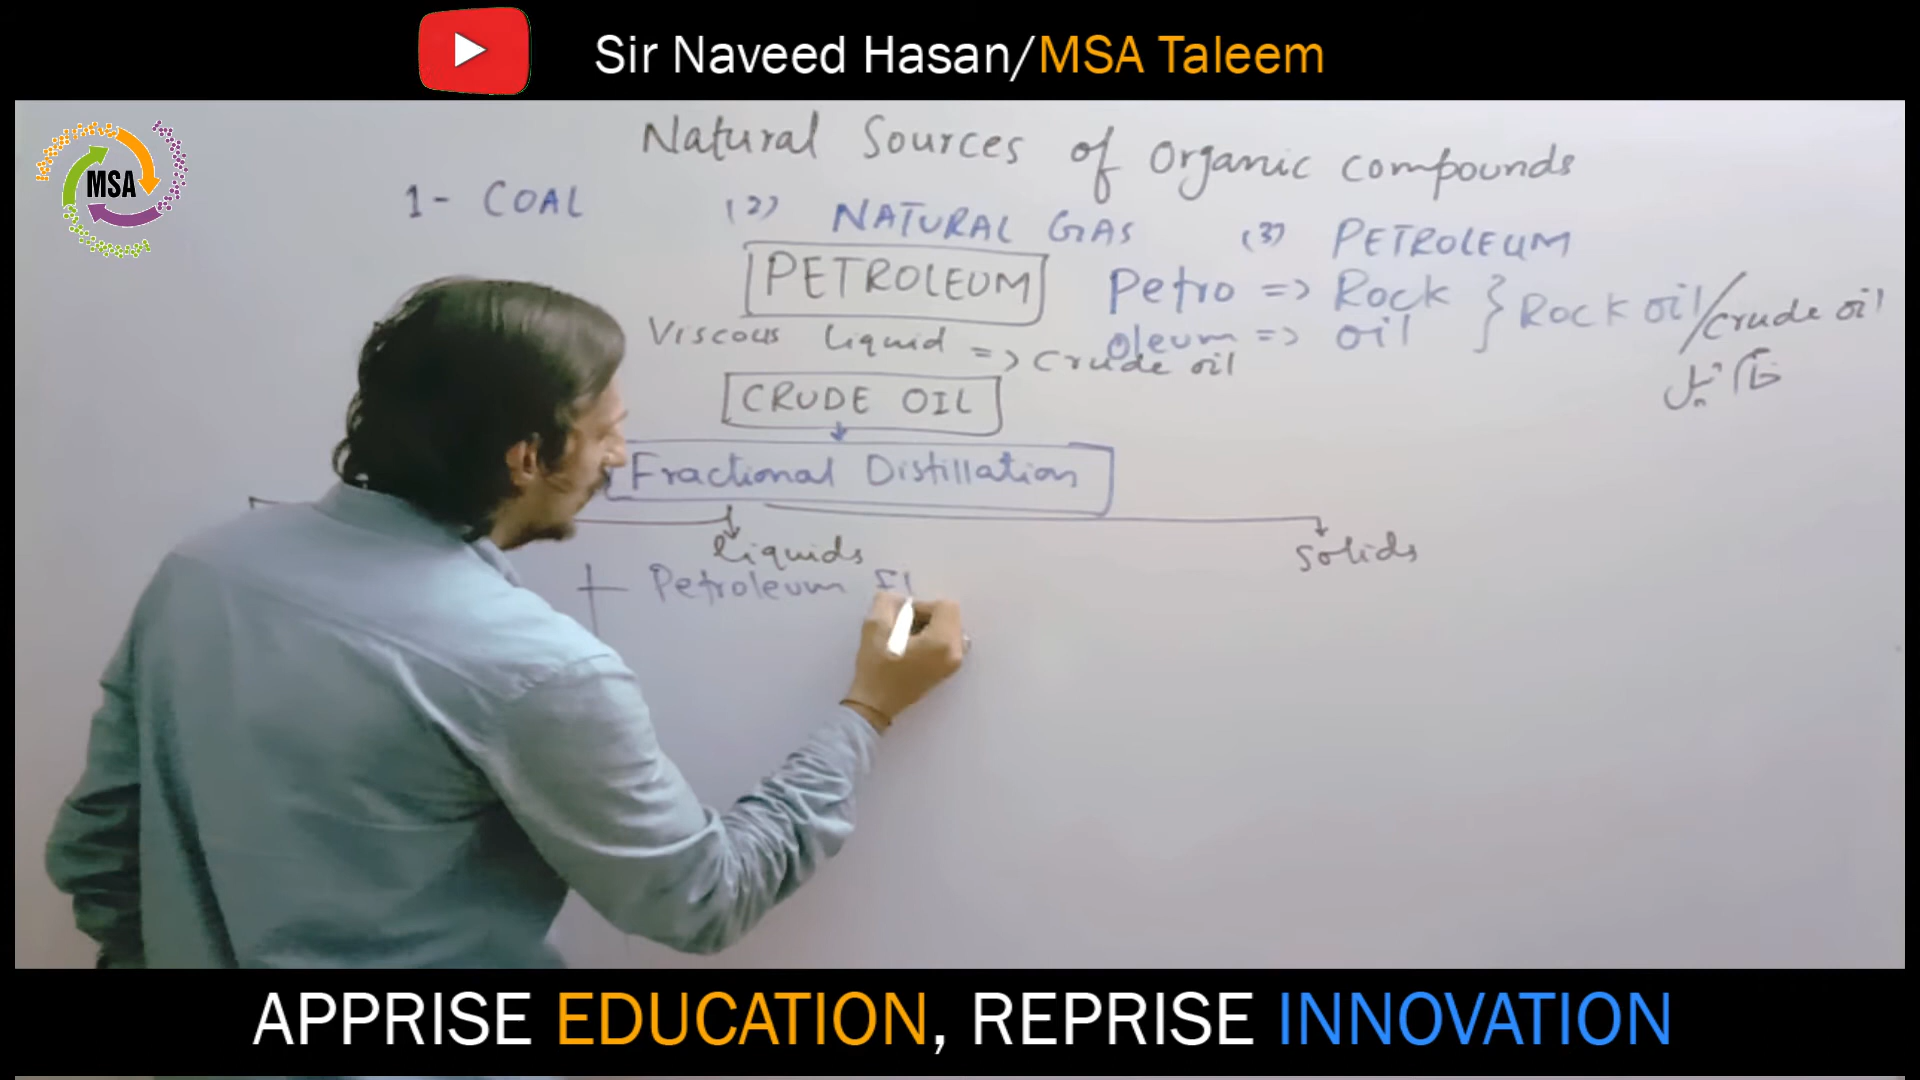 Sir Naveed Hasan/MSA Taleem
MSA
Natural Sources of Organic compounds
1- COAL (2) NATURAL GAS (3) PETROLEUM
PETROLEUM
Petro => Rock } Rock oil/crude oil
oleum => oil
خام تیل
Viscous liquid => crude oil
CRUDE OIL
Fractional Distillation
liquids
Solids
Petroleum
APPRISE EDUCATION, REPRISE INNOVATION